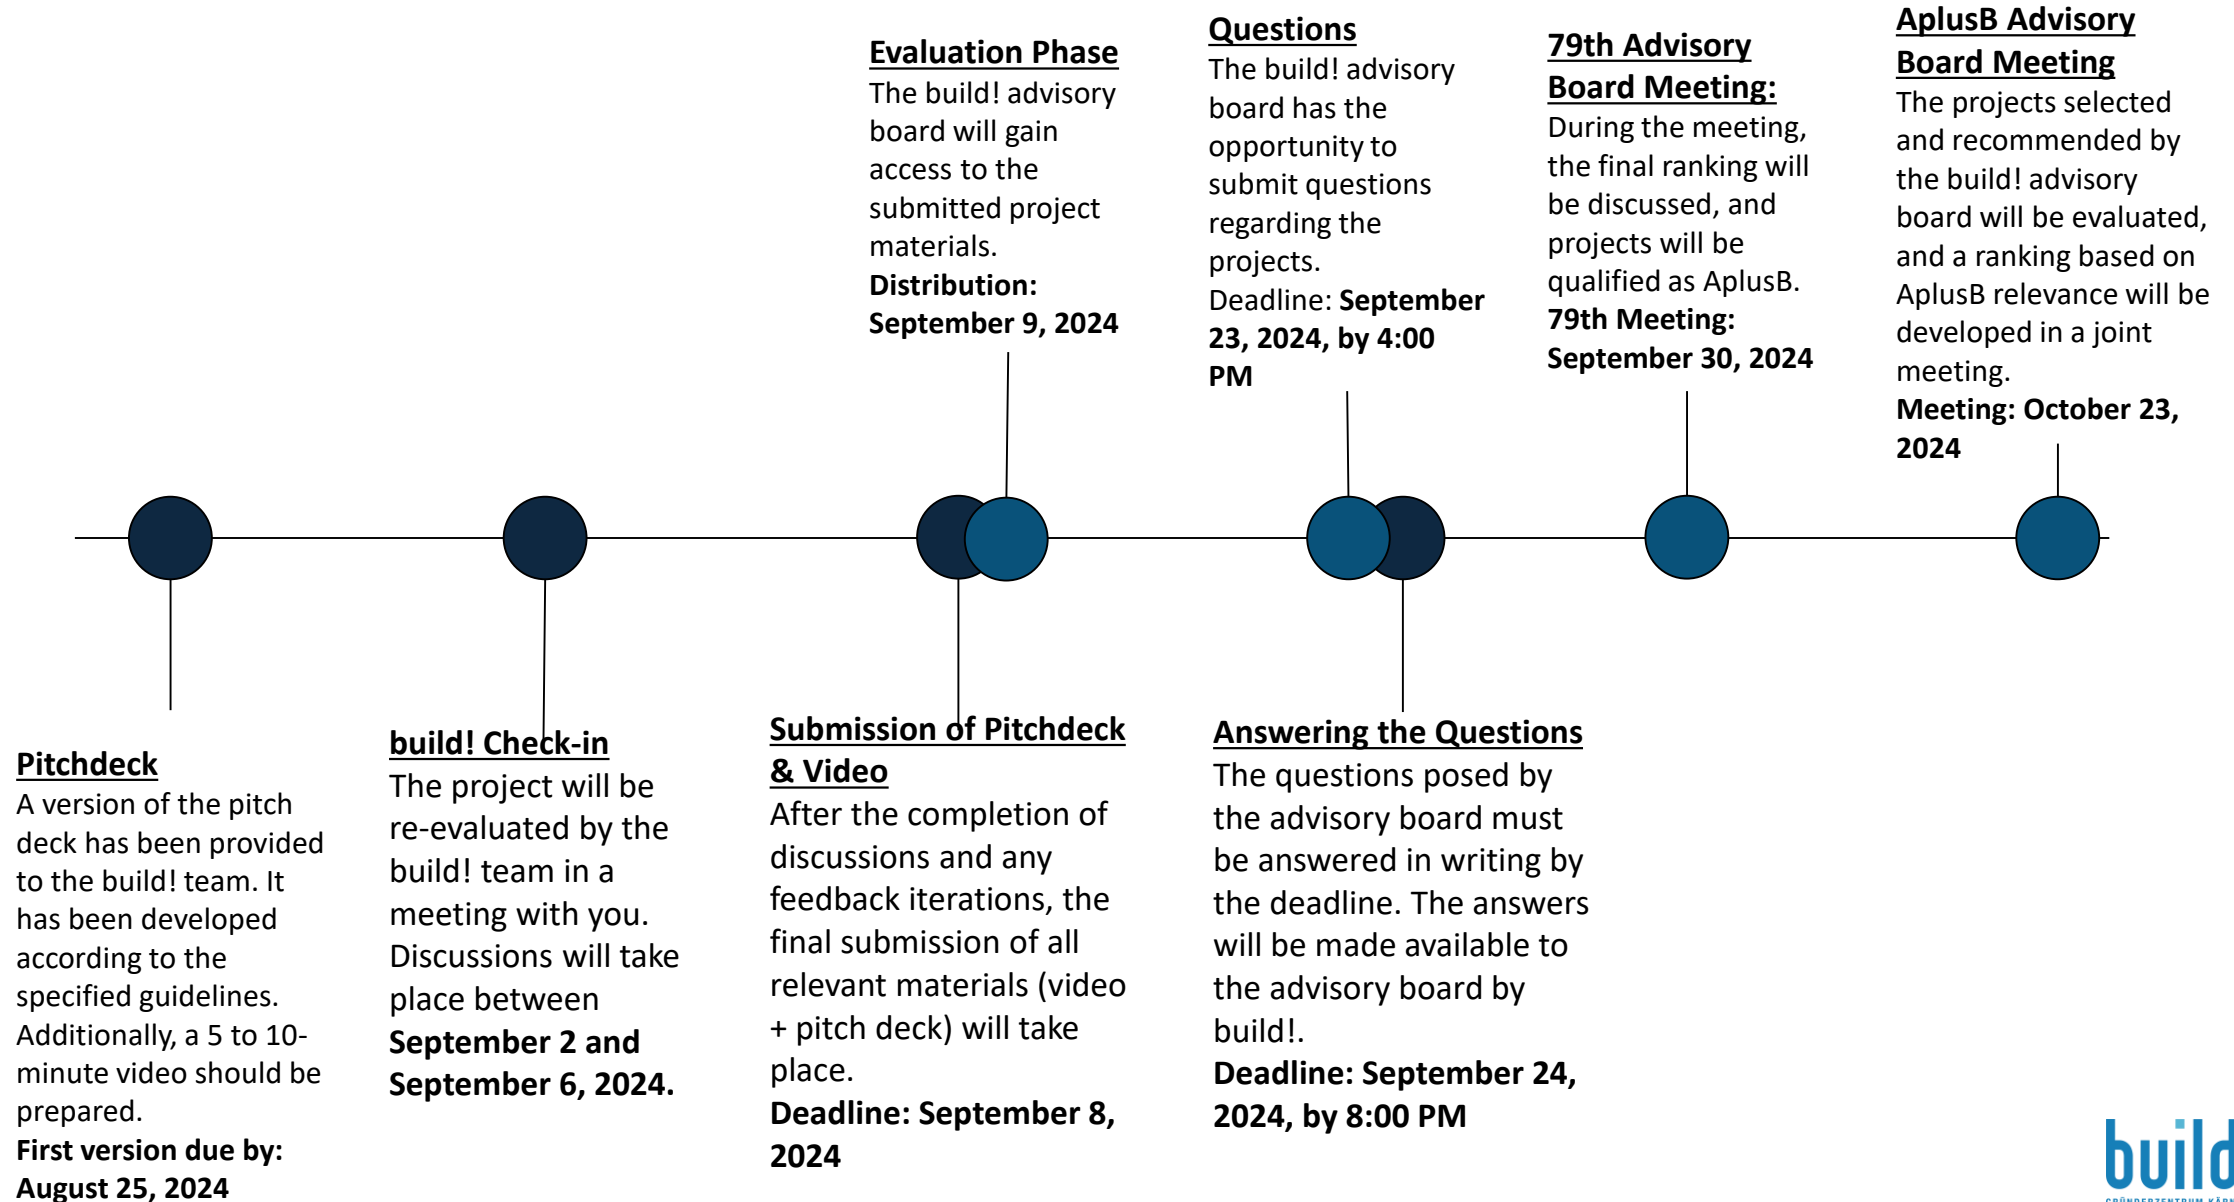 Evaluation Phase
The build! advisory
board will gain
access to the
submitted project
materials.
Distribution:
September 9, 2024
Questions
The build! advisory
board has the
opportunity to
submit questions
regarding the
projects.
Deadline: September
23, 2024, by 4:00
PM
79th Advisory
Board Meeting:
During the meeting,
the final ranking will
be discussed, and
projects will be
qualified as AplusB.
79th Meeting:
September 30, 2024
AplusB Advisory
Board Meeting
The projects selected
and recommended by
the build! advisory
board will be evaluated,
and a ranking based on
AplusB relevance will be
developed in a joint
meeting.
Meeting: October 23,
2024
Pitchdeck
A version of the pitch
deck has been provided
to the build! team. It
has been developed
according to the
specified guidelines.
Additionally, a 5 to 10-
minute video should be
prepared.
First version due by:
August 25, 2024
build! Check-in
The project will be
re-evaluated by the
build! team in a
meeting with you.
Discussions will take
place between
September 2 and
September 6, 2024.
Submission of Pitchdeck
& Video
After the completion of
discussions and any
feedback iterations, the
final submission of all
relevant materials (video
+ pitch deck) will take
place.
Deadline: September 8,
2024
Answering the Questions
The questions posed by
the advisory board must
be answered in writing by
the deadline. The answers
will be made available to
the advisory board by
build!.
Deadline: September 24,
2024, by 8:00 PM
build
GRÜNDERZENTRUM